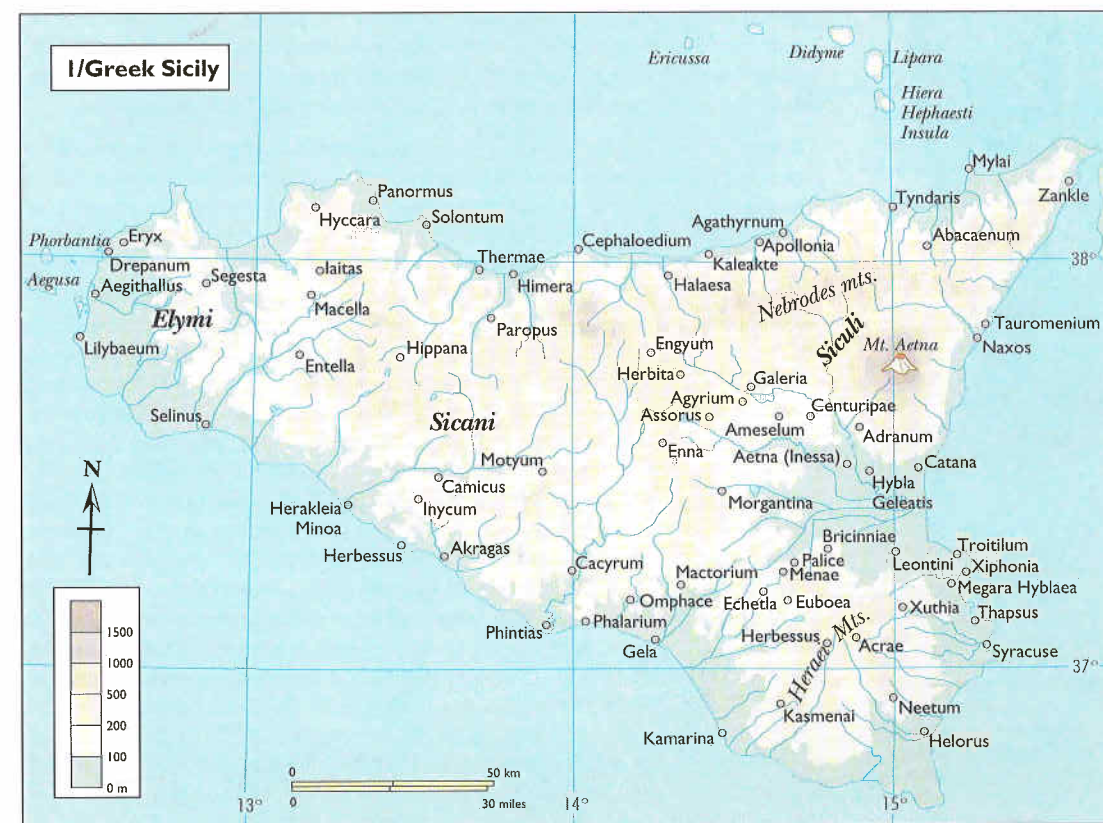 1/Greek Sicily
Ericussa
Didyme
Lipara
Hiera
Hephaesti
Insula
Mylai
Zankle
Panormus
Hyccara
Solontum
Tyndaris
Agathyrnum
Abacaenum
Phorbantia
Eryx
Cephaloedium
Apollonia
Drepanum
Thermae
Kaleakte
38°
Aegusa
Segesta
Iaitas
Himera
Halaesa
Aegithallus
Nebrodes mts.
Macella
Elymi
Paropus
Tauromenium
Siculi
Lilybaeum
Naxos
Mt. Aetna
Hippana
Engyum
Entella
Herbita
Galeria
Agyrium
Selinus
Sicani
Assorus
Centuripae
Ameselum
Adranum
Enna
Motyum
Aetna (Inessa)
Catana
N
Camicus
Hybla
Geleatis
Inycum
Morgantina
Herakleia
Minoa
Bricinniae
Herbessus
Akragas
Troitilum
Leontini
Palice
Xiphonia
Cacyrum
Menae
Mactorium
Megara Hyblaea
Omphace
Echetla
Euboea
Xuthia
Thapsus
Phintias
Phalarium
Gela
Herbessus
Acrae
Syracuse
Heraei Mts.
37°
Neetum
Kasmenai
Kamarina
Helorus
1500
1000
500
200
100
0 m
0 50 km
0 30 miles
13°
14°
15°